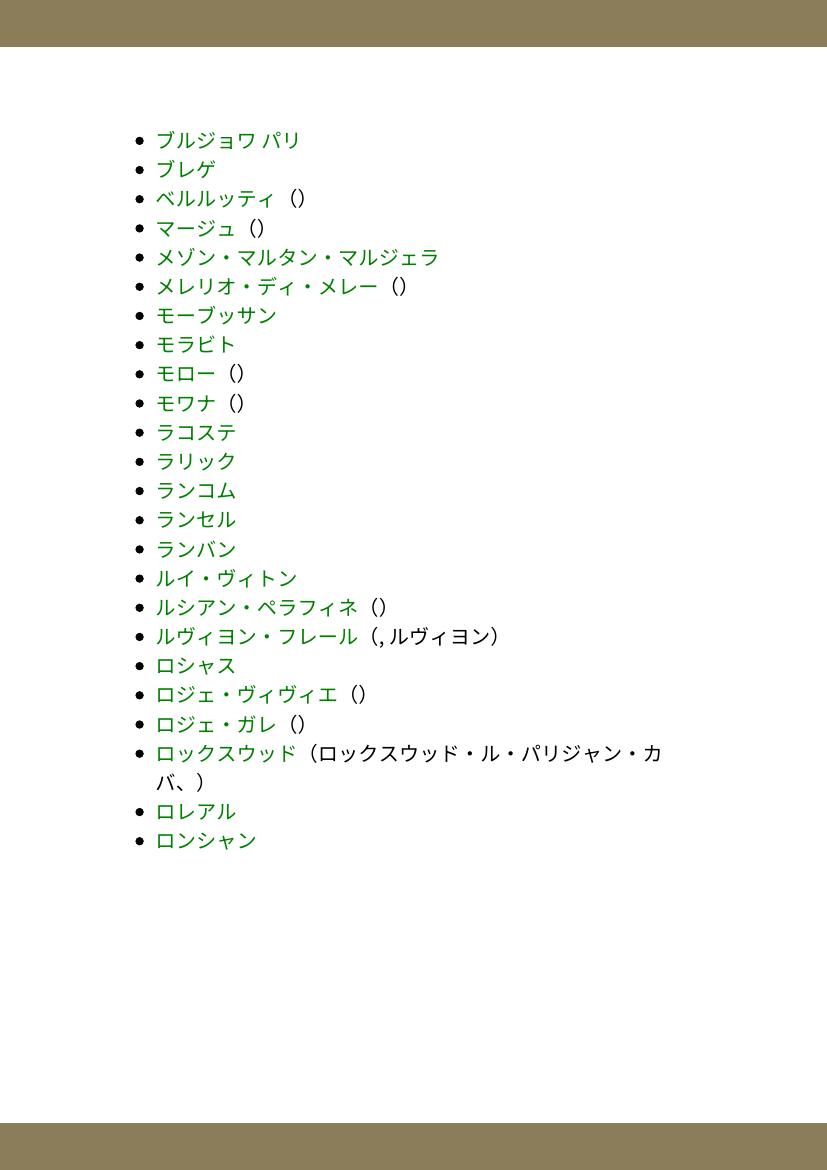 ブルジョワ パリ
ブレゲ
ベルルッティ（）
マージュ（）
メゾン・マルタン・マルジェラ
メレリオ・ディ・メレー（）
モーブッサン
モラビト
モロー（）
モワナ（）
ラコステ
ラリック
ランコム
ランセル
ランバン
ルイ・ヴィトン
ルシアン・ペラフィネ（）
ルヴィヨン・フレール（, ルヴィヨン）
ロシャス
ロジェ・ヴィヴィエ（）
ロジェ・ガレ（）
ロックスウッド（ロックスウッド・ル・パリジャン・カ
バ、）
ロレアル
ロンシャン